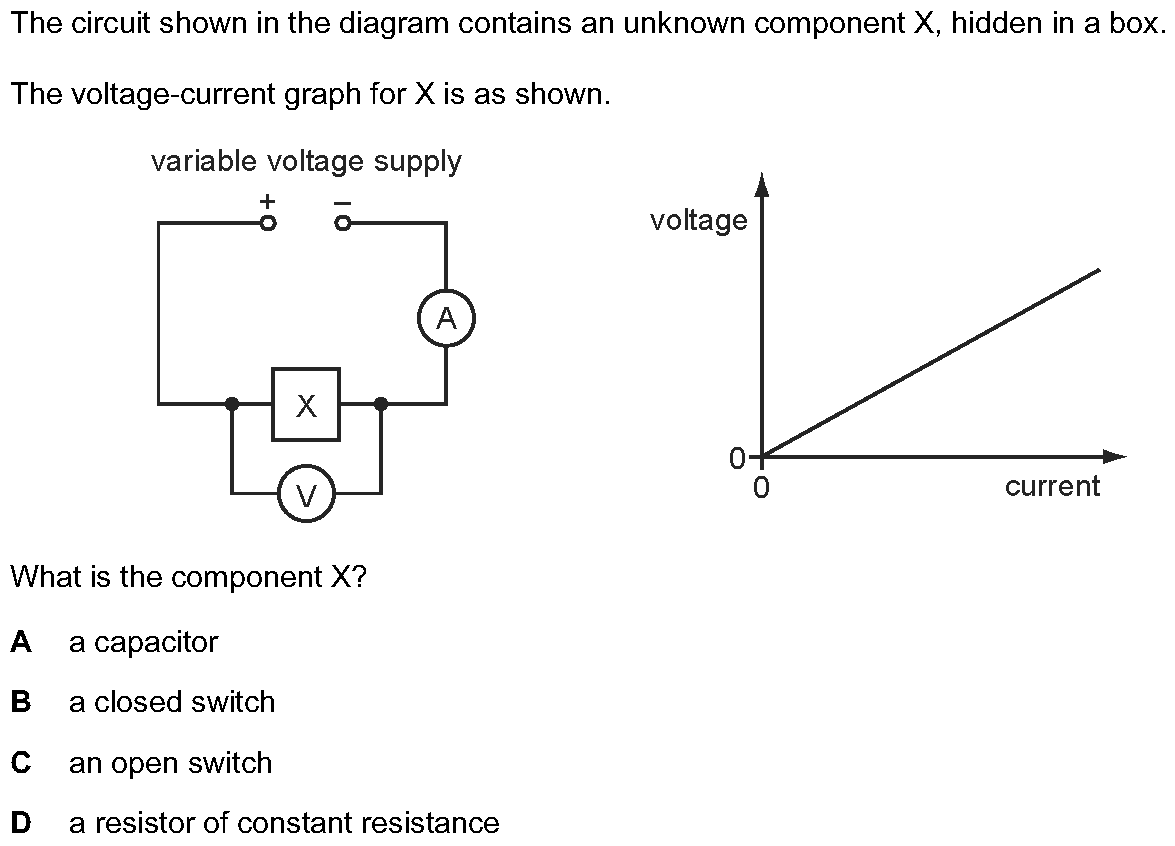 The circuit shown in the diagram contains an unknown component X, hidden in a box.
The voltage-current graph for X is as shown.
variable voltage supply
+ –
A
X
V
voltage
0
0
current
What is the component X?
A a capacitor
B a closed switch
C an open switch
D a resistor of constant resistance